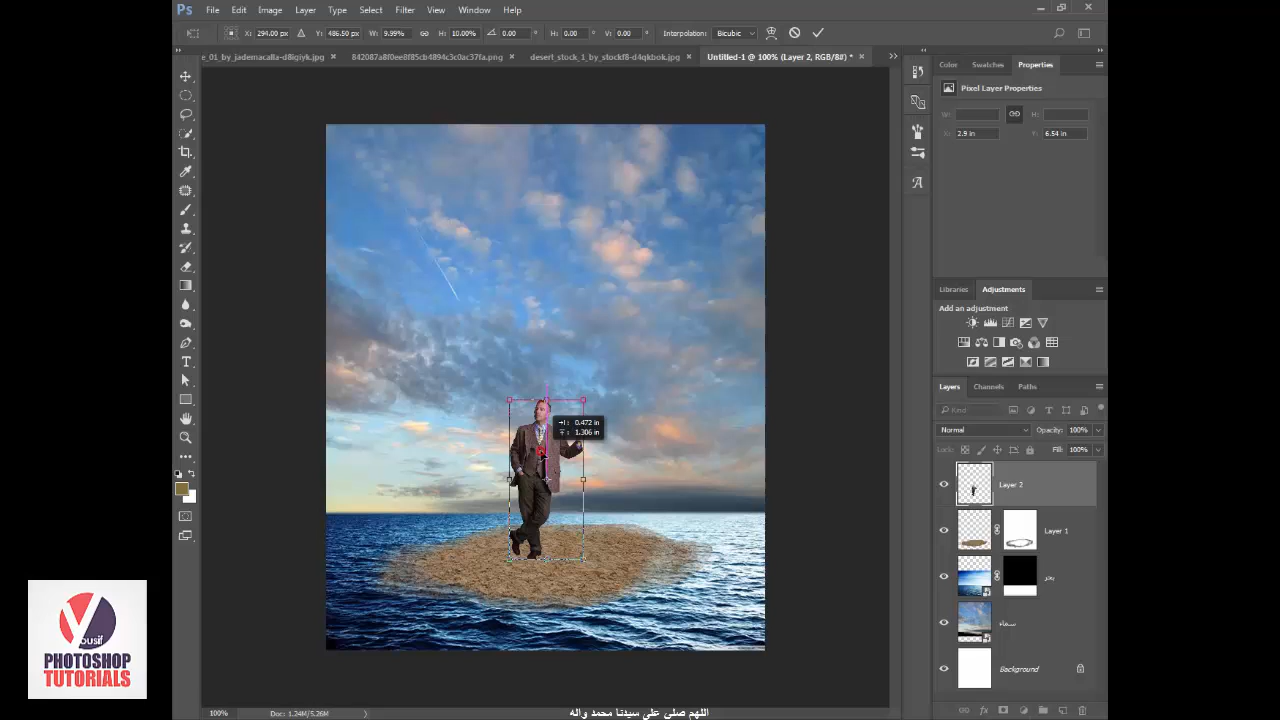 Ps File Edit Image Layer Type Select Filter View Window Help
X: 294.00 px Y: 486.50 px W: 9.99% H: 10.00% 0.00 ° H: 0.00 ° V: 0.00 ° Interpolation: Bicubic
e_01_by_jademacalla-d8igiyk.jpg × 842087a8f0ee8f85cb4894c3c0ac37fa.png × desert_stock_1_by_stockf8-d4qkbok.jpg × Untitled-1 @ 100% (Layer 2, RGB/8#) * ×
Color Swatches Properties
Pixel Layer Properties
W: H:
X: 2.9 in Y: 6.54 in
Libraries Adjustments
Add an adjustment
Layers Channels Paths
Kind
Normal Opacity: 100%
Lock: Fill: 100%
Layer 2
Layer 1
بحر
سماء
Background
H: 0.472 in
1.306 in
Yousif
PHOTOSHOP
TUTORIALS
100% Doc: 1.24M/5.26M
اللهم صلي علي سيدنا محمد واله